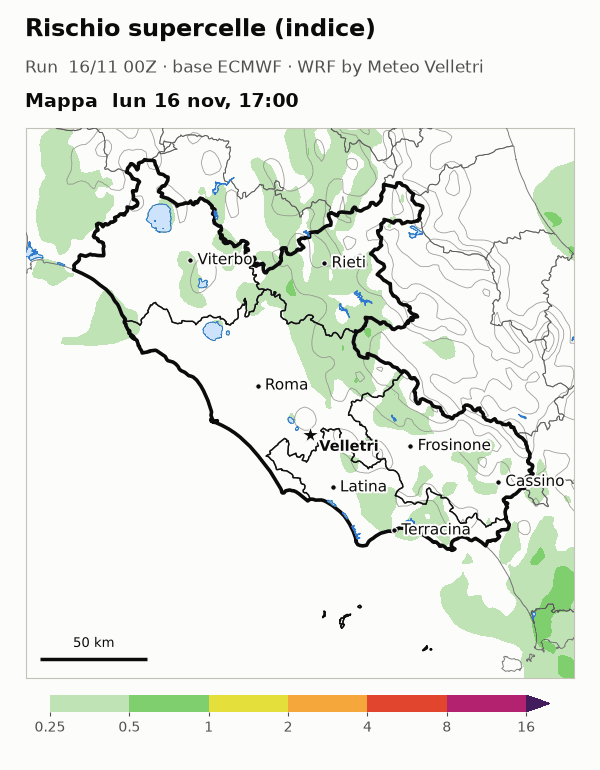 Rischio supercelle (indice)
Run 16/11 00Z · base ECMWF · WRF by Meteo Velletri
Mappa lun 16 nov, 17:00
Viterbo
Rieti
Roma
Velletri
Frosinone
Cassino
Latina
Terracina
50 km
0.25 0.5 1 2 4 8 16